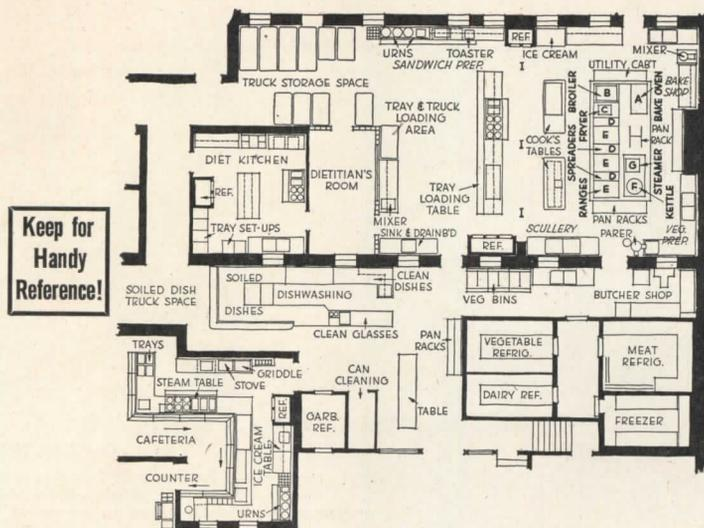 Keep for
Handy
Reference!
URNS
TOASTER
SANDWICH PREP.
REF
ICE CREAM
MIXER
UTILITY CAB'T
BAKE
SHOP
TRUCK STORAGE SPACE
TRAY & TRUCK
LOADING
AREA
COOK'S
TABLES
BROILER
FRYER
SPREADERS
RANGES
B
C
D
E
D
E
D
E
A
G
F
BAKE OVEN
PAN
RACK
STEAMER
KETTLE
DIET KITCHEN
DIETITIAN'S
ROOM
REF.
TRAY SET-UPS
TRAY
LOADING
TABLE
MIXER
SINK & DRAINB'D
REF.
SCULLERY
PAN RACKS
PARER
VEG.
PREP.
SOILED DISH
TRUCK SPACE
SOILED
DISHES
DISHWASHING
CLEAN
DISHES
CLEAN GLASSES
VEG BINS
BUTCHER SHOP
PAN
RACKS
VEGETABLE
REFRIG.
DAIRY REF.
MEAT
REFRIG.
FREEZER
TRAYS
STEAM TABLE
GRIDDLE
STOVE
CAN
CLEANING
GARB.
REF.
TABLE
REF.
ICE CREAM
TABLE
CAFETERIA
COUNTER
URNS